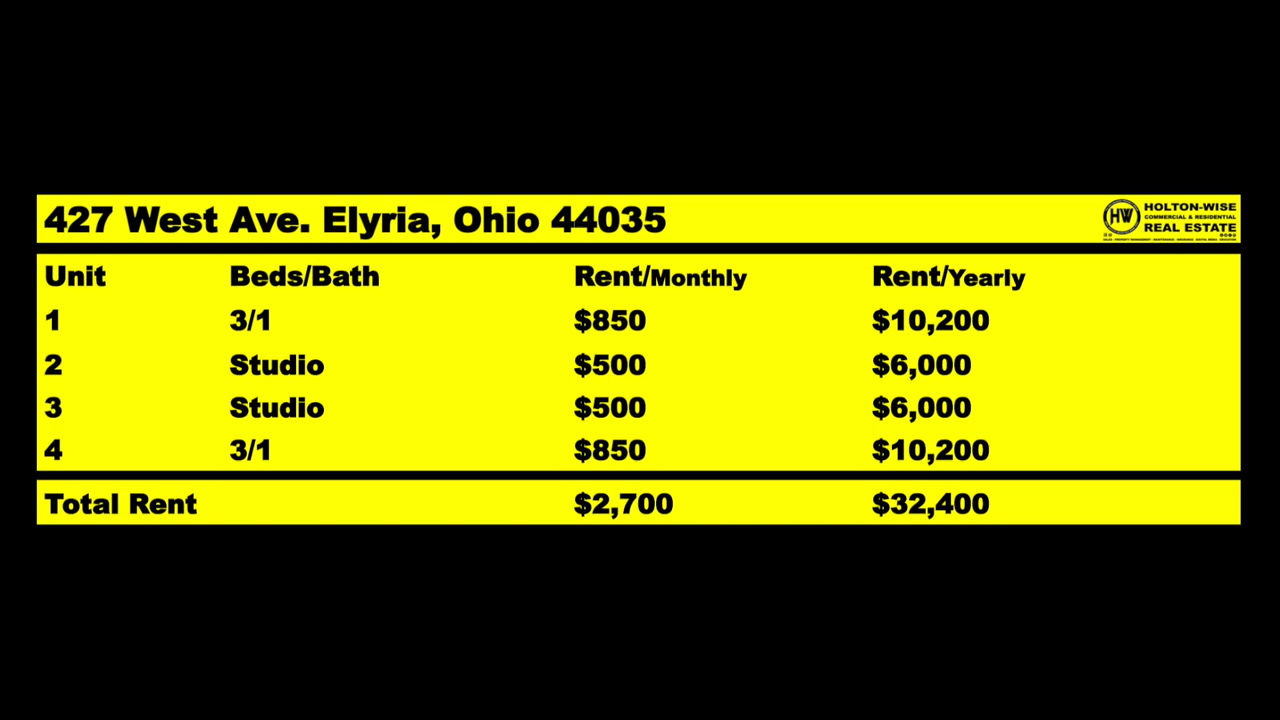 427 West Ave. Elyria, Ohio 44035
HW
HOLTON-WISE
COMMERCIAL & RESIDENTIAL
REAL ESTATE
Unit Beds/Bath Rent/Monthly Rent/Yearly
1 3/1 $850 $10,200
2 Studio $500 $6,000
3 Studio $500 $6,000
4 3/1 $850 $10,200
Total Rent $2,700 $32,400